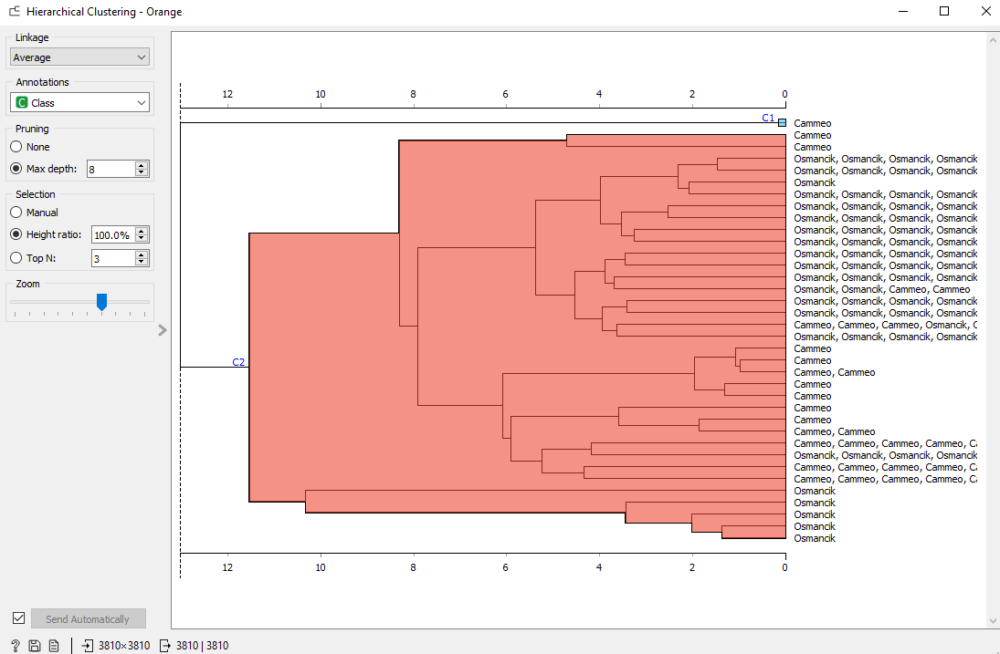 Hierarchical Clustering - Orange
Linkage
Average
Annotations
C Class
Pruning
None
Max depth: 8
Selection
Manual
Height ratio: 100.0%
Top N: 3
Zoom
Send Automatically
3810×3810 3810 | 3810
12 10 8 6 4 2 0
C1
C2
Cammeo
Cammeo
Cammeo
Osmancik, Osmancik, Osmancik, Osmancik
Osmancik, Osmancik, Osmancik, Osmancik
Osmancik
Osmancik, Osmancik, Osmancik, Osmancik
Osmancik, Osmancik, Osmancik, Osmancik
Osmancik, Osmancik, Osmancik, Osmancik
Osmancik, Osmancik, Osmancik, Osmancik
Osmancik, Osmancik, Osmancik, Osmancik
Osmancik, Osmancik, Osmancik, Osmancik
Osmancik, Osmancik, Osmancik, Osmancik
Osmancik, Osmancik, Osmancik, Osmancik
Osmancik, Osmancik, Cammeo, Cammeo
Osmancik, Osmancik, Osmancik, Osmancik
Osmancik, Osmancik, Osmancik, Osmancik
Cammeo, Cammeo, Cammeo, Osmancik,
Osmancik, Osmancik, Osmancik, Osmancik
Cammeo
Cammeo
Cammeo, Cammeo
Cammeo
Cammeo
Cammeo
Cammeo
Cammeo, Cammeo
Cammeo, Cammeo, Cammeo, Cammeo,
Osmancik, Osmancik, Osmancik, Osmancik
Cammeo, Cammeo, Cammeo, Cammeo,
Cammeo, Cammeo, Cammeo, Cammeo,
Osmancik
Osmancik
Osmancik
Osmancik
Osmancik
12 10 8 6 4 2 0